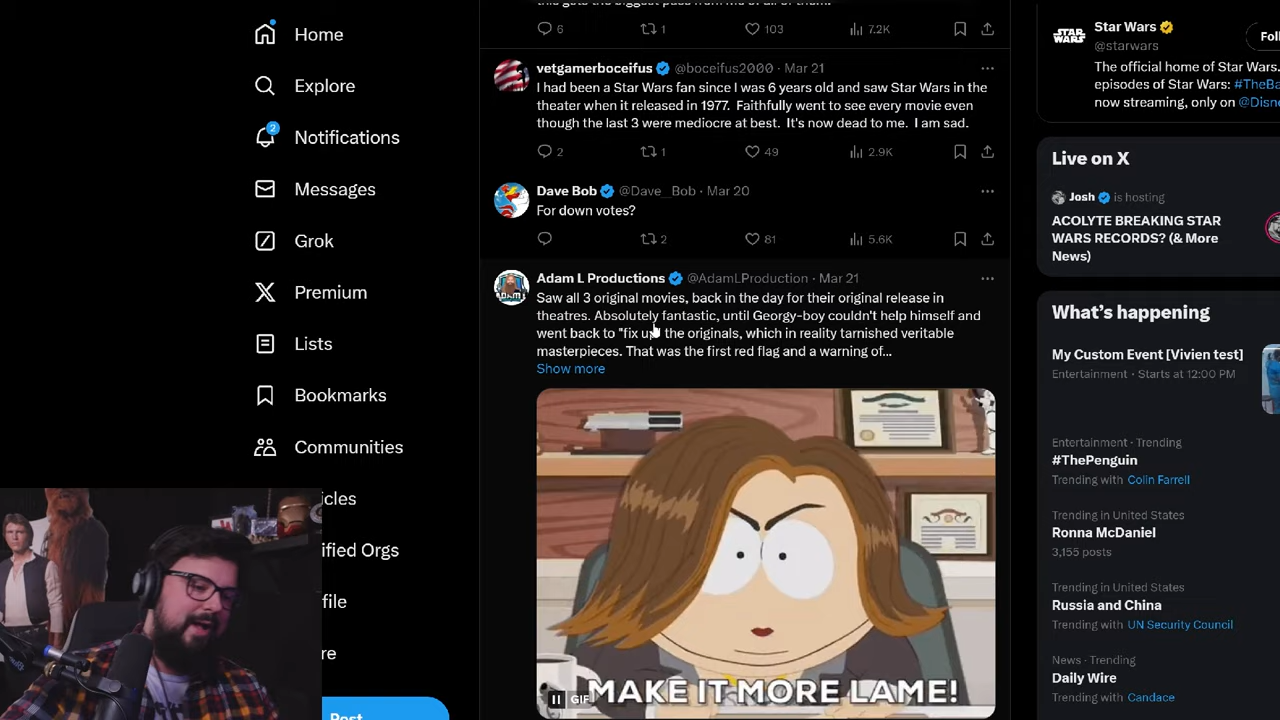 Home
Explore
2
Notifications
Messages
Grok
Premium
Lists
Bookmarks
Communities
Post
6
1
103
7.2K
vetgamerboceifus @boceifus2000 · Mar 21
I had been a Star Wars fan since I was 6 years old and saw Star Wars in the
theater when it released in 1977. Faithfully went to see every movie even
though the last 3 were mediocre at best. It's now dead to me. I am sad.
2
1
49
2.9K
Dave Bob @Dave_Bob · Mar 20
For down votes?
2
81
5.6K
Adam L Productions @AdamLProduction · Mar 21
Saw all 3 original movies, back in the day for their original release in
theatres. Absolutely fantastic, until Georgy-boy couldn't help himself and
went back to "fix up" the originals, which in reality tarnished veritable
masterpieces. That was the first red flag and a warning of...
Show more
GIF
MAKE IT MORE LAME!
STAR WARS
Star Wars
@starwars
The official home of Star Wars.
episodes of Star Wars:
now streaming, only on
Live on X
Josh is hosting
ACOLYTE BREAKING STAR
WARS RECORDS? (& More
News)
What's happening
My Custom Event [Vivien test]
Entertainment · Starts at 12:00 PM
Entertainment · Trending
#ThePenguin
Trending with Colin Farrell
Trending in United States
Ronna McDaniel
3,155 posts
Trending in United States
Russia and China
Trending with UN Security Council
News · Trending
Daily Wire
Trending with Candace